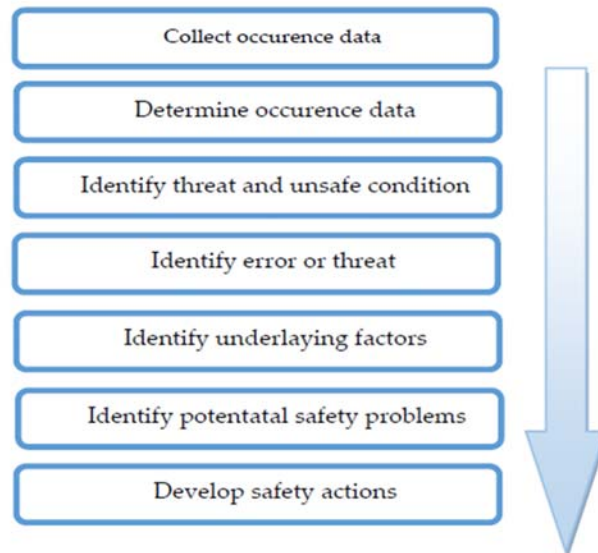 Collect occurence data
Determine occurence data
Identify threat and unsafe condition
Identify error or threat
Identify underlaying factors
Identify potentatal safety problems
Develop safety actions